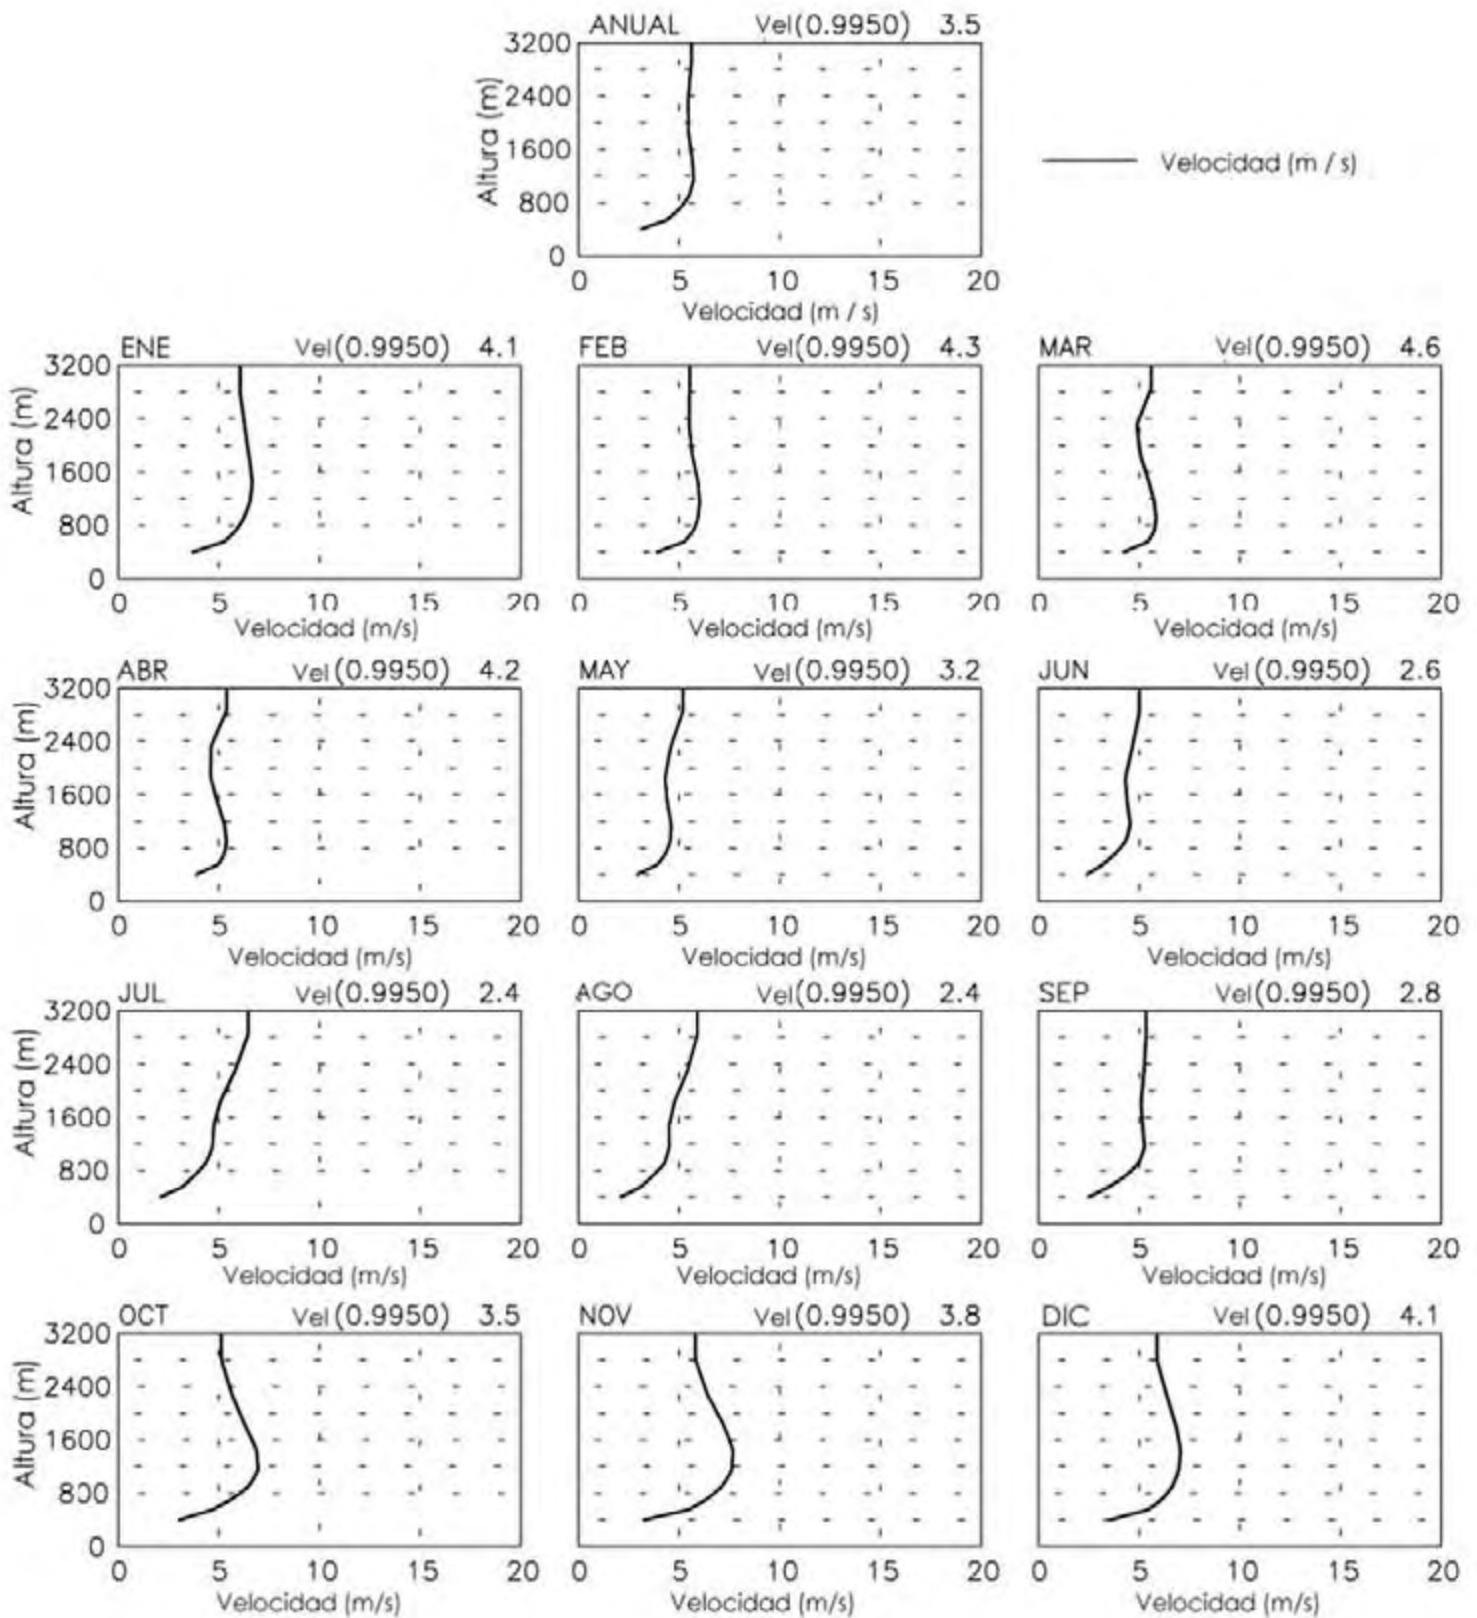 ANUAL Vel(0.9950) 3.5
3200
2400
1600
800
0
Altura (m)
0 5 10 15 20
Velocidad (m / s)
Velocidad (m / s)
ENE Vel(0.9950) 4.1
3200
2400
1600
800
0
Altura (m)
0 5 10 15 20
Velocidad (m/s)
FEB Vel(0.9950) 4.3
0 5 10 15 20
Velocidad (m/s)
MAR Vel(0.9950) 4.6
0 5 10 15 20
Velocidad (m/s)
ABR Vel(0.9950) 4.2
3200
2400
1600
800
0
Altura (m)
0 5 10 15 20
Velocidad (m/s)
MAY Vel(0.9950) 3.2
0 5 10 15 20
Velocidad (m/s)
JUN Vel(0.9950) 2.6
0 5 10 15 20
Velocidad (m/s)
JUL Vel(0.9950) 2.4
3200
2400
1600
800
0
Altura (m)
0 5 10 15 20
Velocidad (m/s)
AGO Vel(0.9950) 2.4
0 5 10 15 20
Velocidad (m/s)
SEP Vel(0.9950) 2.8
0 5 10 15 20
Velocidad (m/s)
OCT Vel(0.9950) 3.5
3200
2400
1600
800
0
Altura (m)
0 5 10 15 20
Velocidad (m/s)
NOV Vel(0.9950) 3.8
0 5 10 15 20
Velocidad (m/s)
DIC Vel(0.9950) 4.1
0 5 10 15 20
Velocidad (m/s)